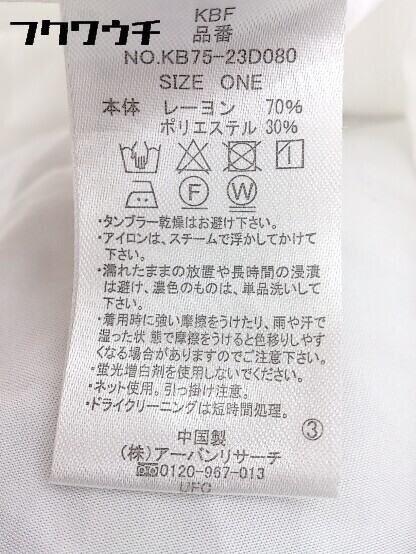 フクワウチ
KBF
品番
NO.KB75-23D080
SIZE ONE
本体 レーヨン 70%
ポリエステル 30%
F
W
・タンブラー乾燥はお避け下さい。
・アイロンは、スチームで浮かしてかけて
下さい。
・濡れたままの放置や長時間の浸漬
は避け、濃色のものは、単品洗いして
下さい。
・着用時に強い摩擦をうけたり、雨や汗で
湿った状 態で摩擦をうけると色移りしやす
くなる場合がありますのでご注意下さい。
・蛍光増白剤を使用しないでください。
・ネット使用。引っ掛け注意。
・ドライクリーニングは短時間処理。
③
中国製
(株)アーバンリサーチ
0120-967-013
UFO